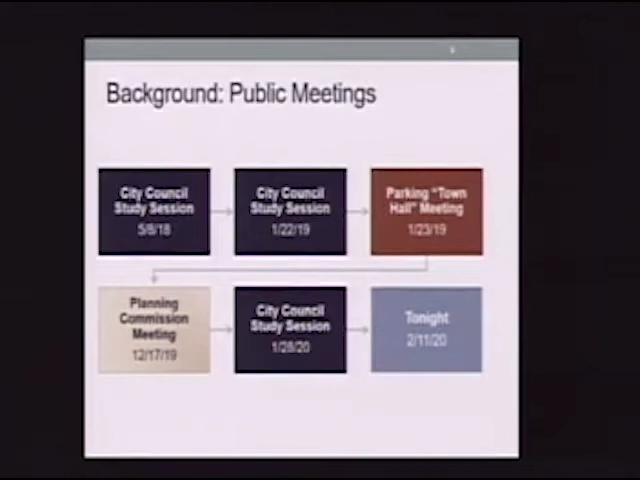 Background: Public Meetings
City Council
Study Session
5/8/18
City Council
Study Session
1/22/19
Parking "Town
Hall" Meeting
1/23/19
Planning
Commission
Meeting
12/17/19
City Council
Study Session
1/28/20
Tonight
2/11/20